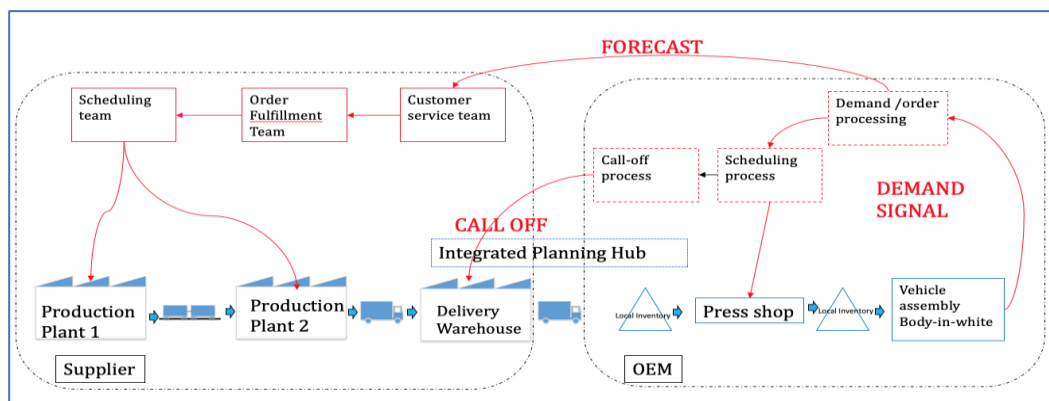 FORECAST
Scheduling
team
Order
Fulfillment
Team
Customer
service team
Demand /order
processing
Call-off
process
Scheduling
process
DEMAND
SIGNAL
CALL OFF
Integrated Planning Hub
Production
Plant 1
Production
Plant 2
Delivery
Warehouse
Local Inventory
Press shop
Local Inventory
Vehicle
assembly
Body-in-white
Supplier
OEM